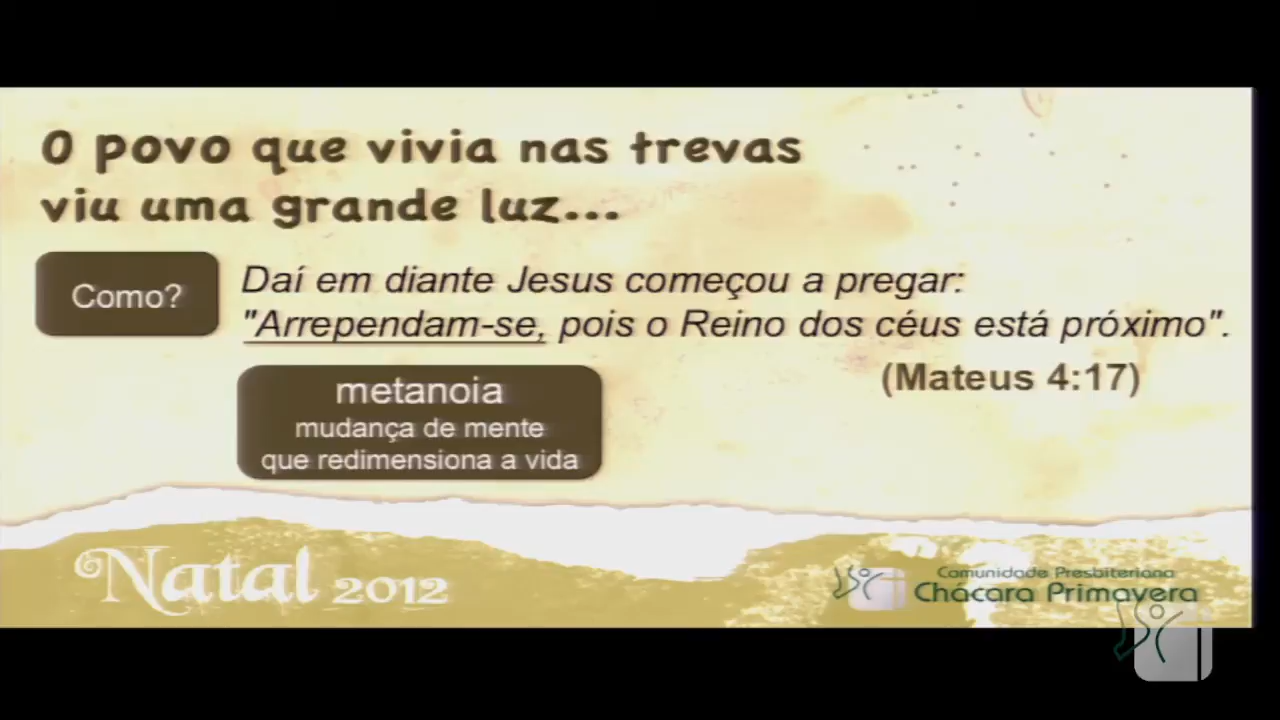 O povo que vivia nas trevas
viu uma grande luz...
Como?
Daí em diante Jesus começou a pregar:
"Arrependam-se, pois o Reino dos céus está próximo".
(Mateus 4:17)
metanoia
mudança de mente
que redimensiona a vida
Natal 2012
Comunidade Presbiteriana
Chácara Primavera